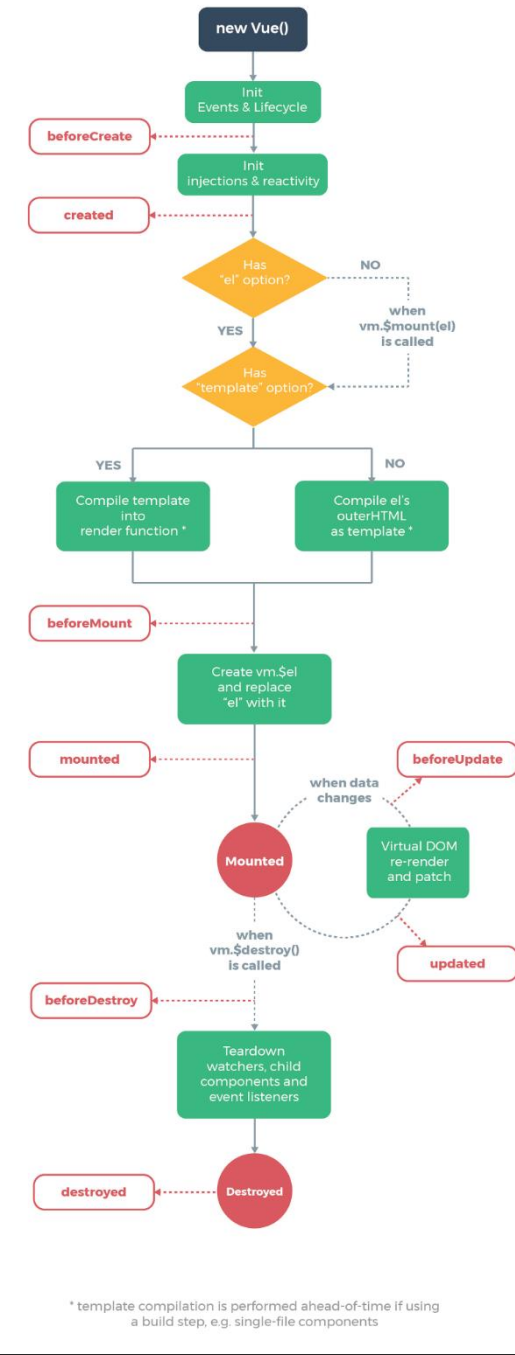 new Vue()
Init
Events & Lifecycle
beforeCreate
Init
injections & reactivity
created
Has
"el" option?
NO
when
vm.$mount(el)
is called
YES
Has
"template" option?
YES
NO
Compile template
into
render function *
Compile el's
outerHTML
as template *
beforeMount
Create vm.$el
and replace
"el" with it
mounted
beforeUpdate
when data
changes
Mounted
Virtual DOM
re-render
and patch
when
vm.$destroy()
is called
updated
beforeDestroy
Teardown
watchers, child
components and
event listeners
destroyed
Destroyed
* template compilation is performed ahead-of-time if using
a build step, e.g. single-file components